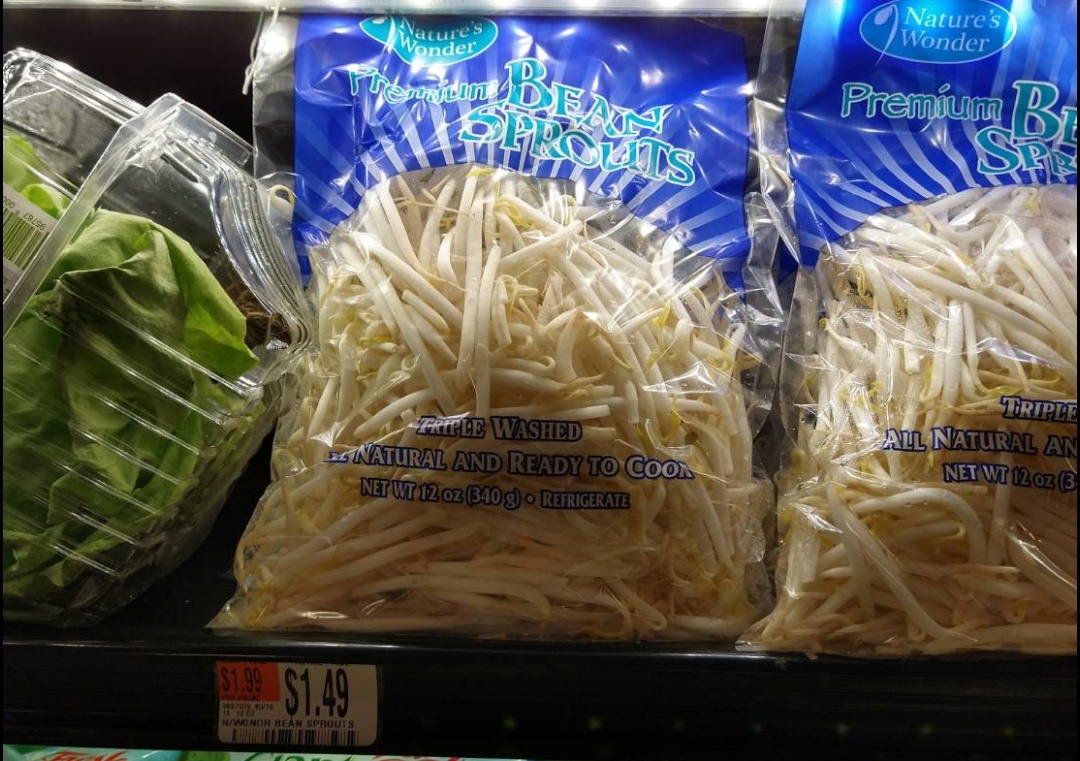 Nature's
Wonder
Premium BEAN
SPROUTS
TRIPLE WASHED
NATURAL AND READY TO COOK
NET WT 12 oz (340 g) • REFRIGERATE
Nature's
Wonder
Premium BE
SPR
TRIPLE
ALL NATURAL AN
NET WT 12 oz (3
$1.99
$1.49
N/WONDR BEAN SPROUTS